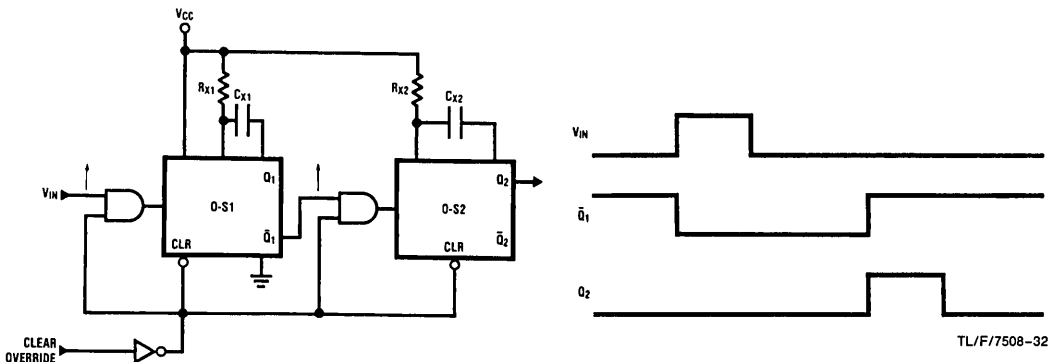 VCC
RX1
CX1
RX2
CX2
VIN
Q1
O-S1
Q̄1
CLR
Q2
O-S2
Q̄2
CLR
CLEAR
OVERRIDE
VIN
Q̄1
Q2
TL/F/7508-32